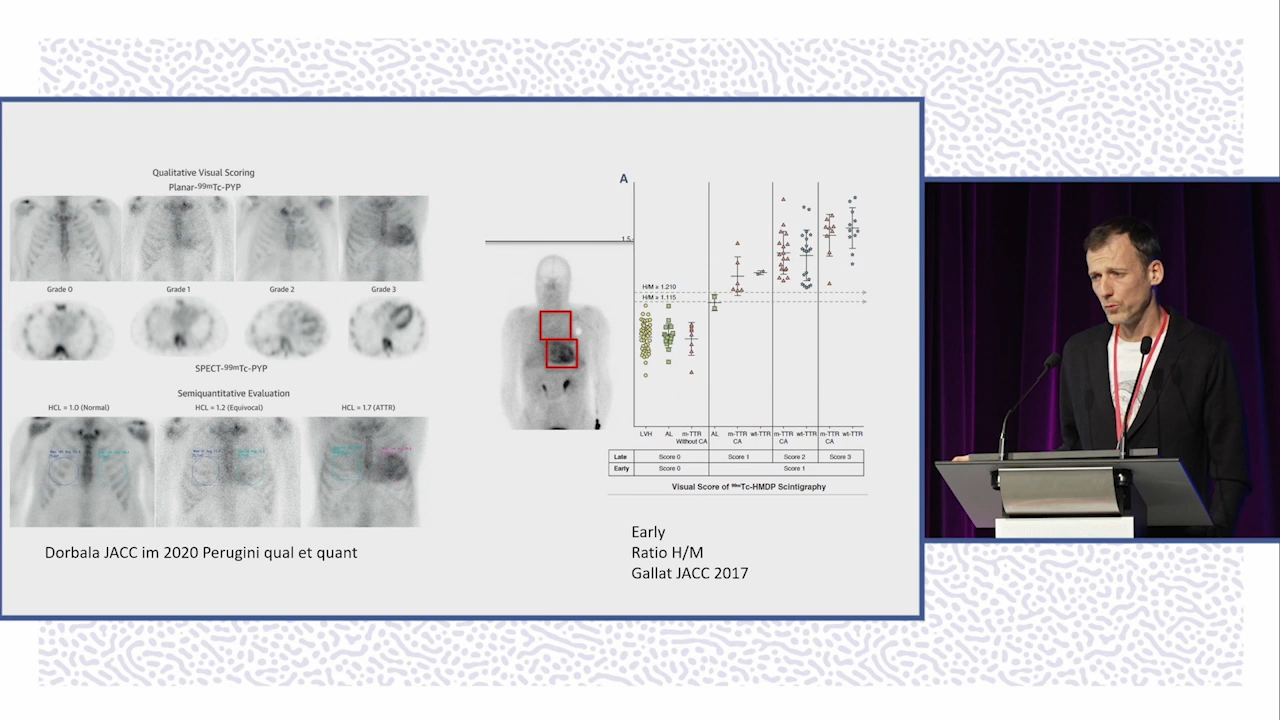 Qualitative Visual Scoring
Planar-99mTc-PYP
Grade 0
Grade 1
Grade 2
Grade 3
SPECT-99mTc-PYP
Semiquantitative Evaluation
HCL = 1.0 (Normal)
HCL = 1.2 (Equivocal)
HCL = 1.7 (ATTR)
Dorbala JACC im 2020 Perugini qual et quant
A
1.5
H/M = 1.210
H/M = 1.115
LVH AL m-TTR AL m-TTR wt-TTR m-TTR wt-TTR m-TTR wt-TTR
Without CA CA CA CA
Late Score 0 Score 1 Score 2 Score 3
Early Score 0 Score 1
Visual Score of 99mTc-HMDP Scintigraphy
Early
Ratio H/M
Gallat JACC 2017